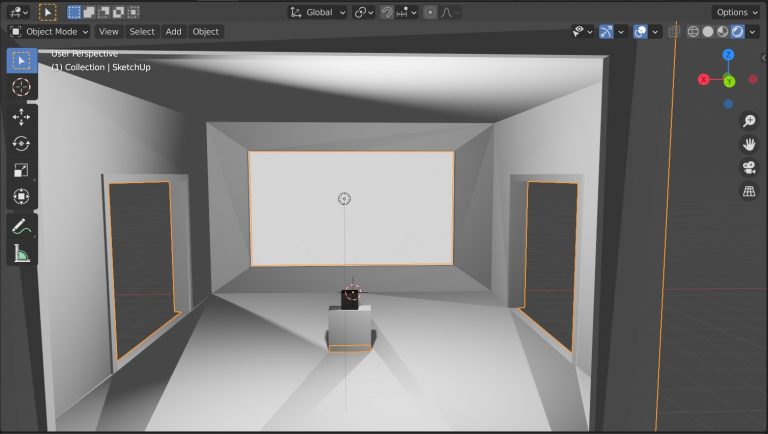 Global
Options
Object Mode
View
Select
Add
Object
User Perspective
(1) Collection | SketchUp
Z
X
Y